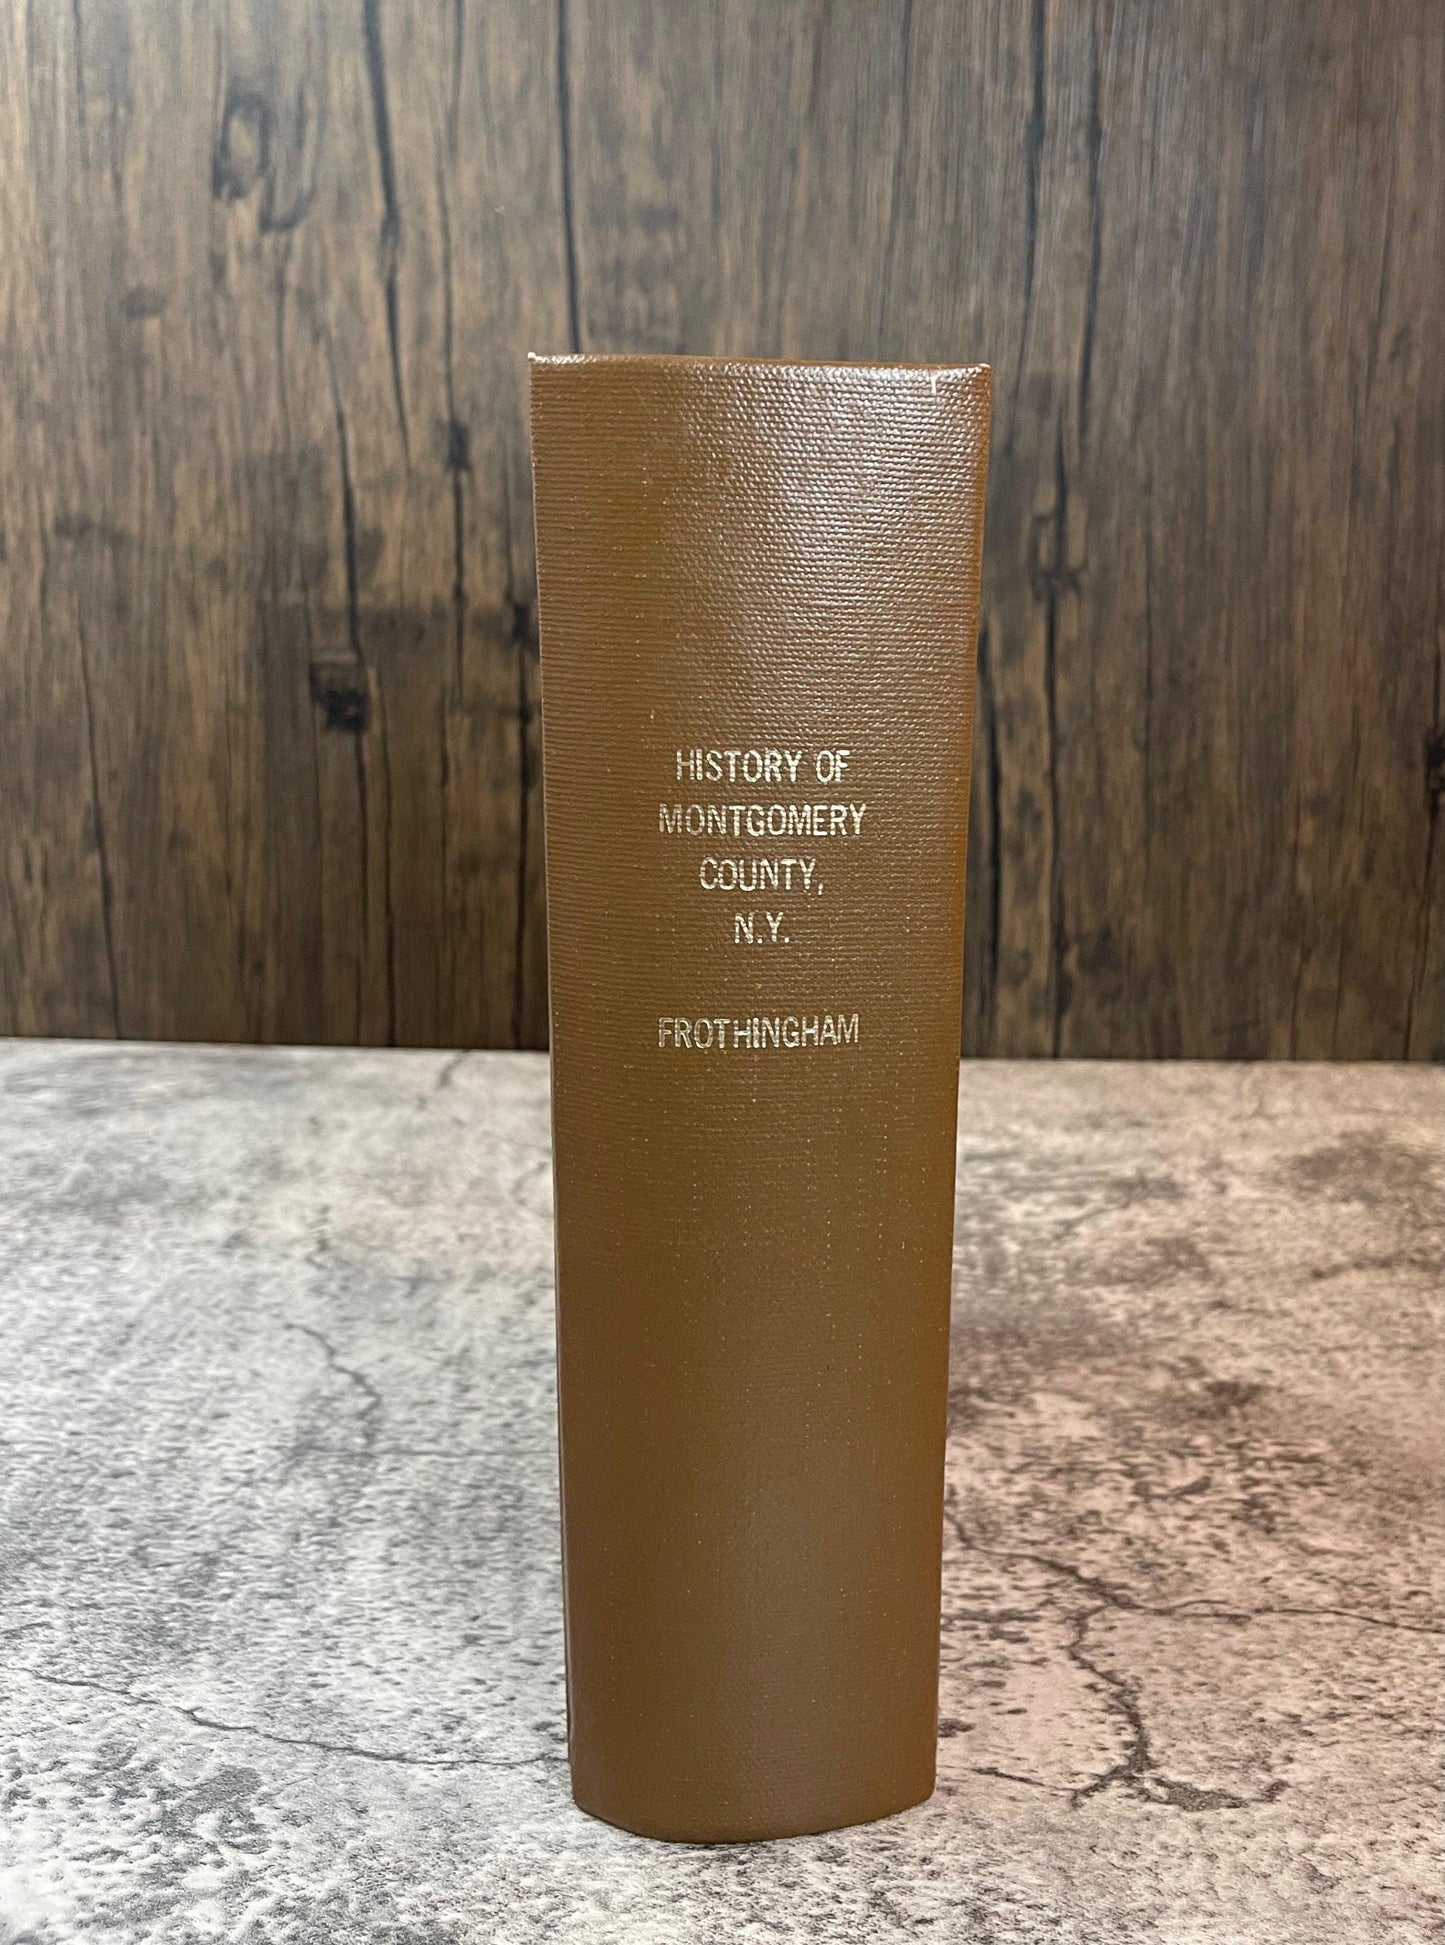 HISTORY OF
MONTGOMERY
COUNTY,
N.Y.
FROTHINGHAM